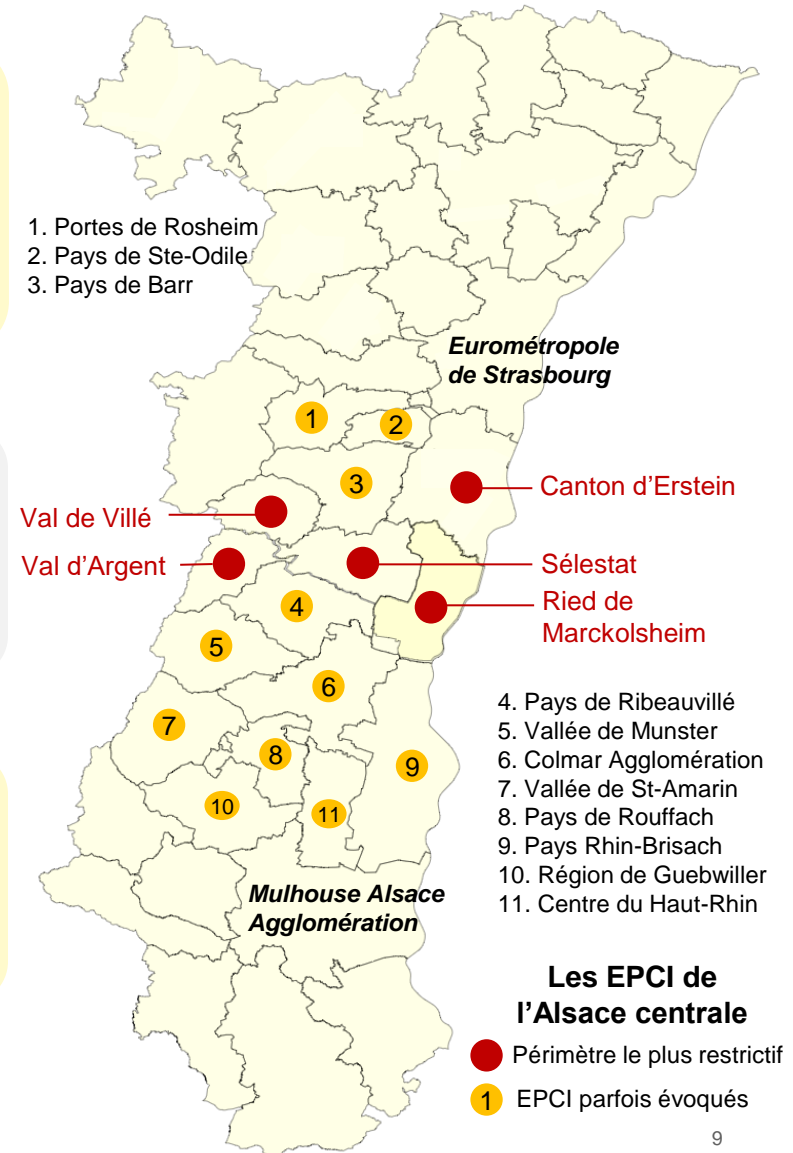 1. Portes de Rosheim
2. Pays de Ste-Odile
3. Pays de Barr
Eurométropole
de Strasbourg
1
2
3
Canton d'Erstein
Val de Villé
Val d'Argent
Sélestat
Ried de
Marckolsheim
4
5
6
7
8
9
10
11
4. Pays de Ribeauvillé
5. Vallée de Munster
6. Colmar Agglomération
7. Vallée de St-Amarin
8. Pays de Rouffach
9. Pays Rhin-Brisach
10. Région de Guebwiller
11. Centre du Haut-Rhin
Mulhouse Alsace
Agglomération
Les EPCI de
l'Alsace centrale
Périmètre le plus restrictif
1 EPCI parfois évoqués
9